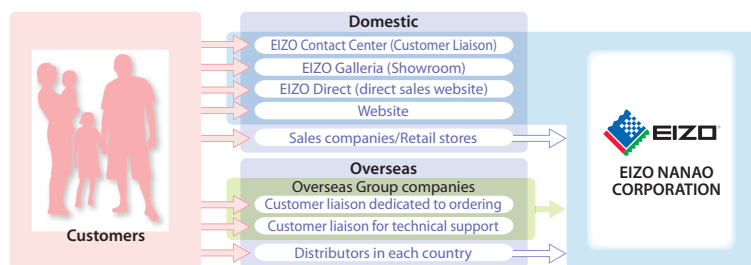 Domestic
EIZO Contact Center (Customer Liaison)
EIZO Galleria (Showroom)
EIZO Direct (direct sales website)
Website
Sales companies/Retail stores
Overseas
Overseas Group companies
Customer liaison dedicated to ordering
Customer liaison for technical support
Distributors in each country
Customers
EIZO
EIZO NANAO
CORPORATION